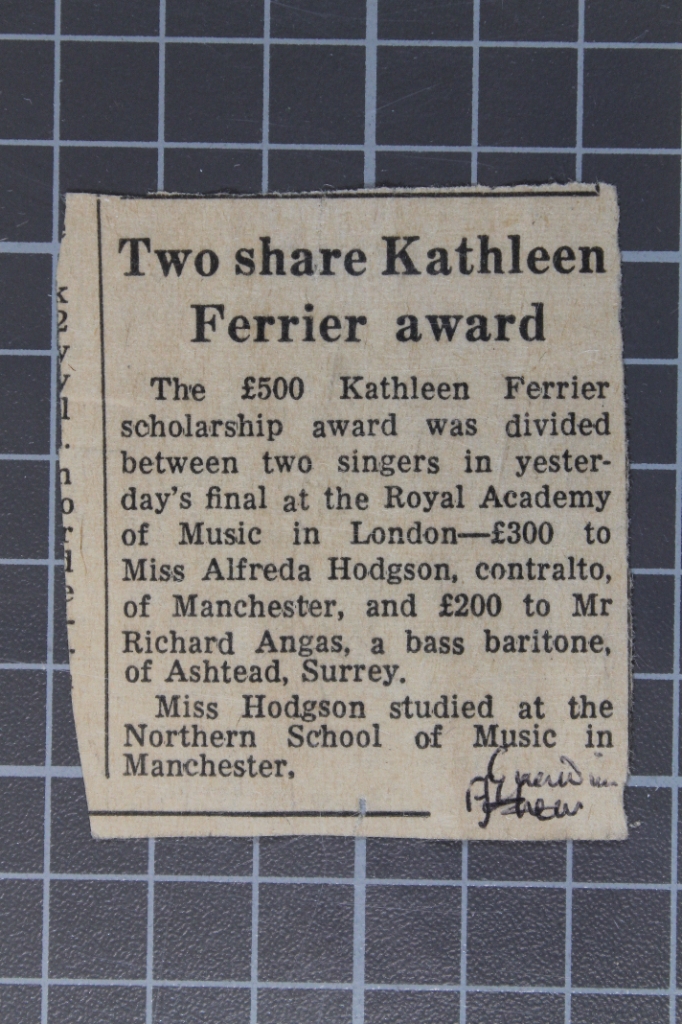 Two share Kathleen
Ferrier award
The £500 Kathleen Ferrier
scholarship award was divided
between two singers in yester-
day's final at the Royal Academy
of Music in London—£300 to
Miss Alfreda Hodgson, contralto,
of Manchester, and £200 to Mr
Richard Angas, a bass baritone,
of Ashtead, Surrey.
Miss Hodgson studied at the
Northern School of Music in
Manchester.